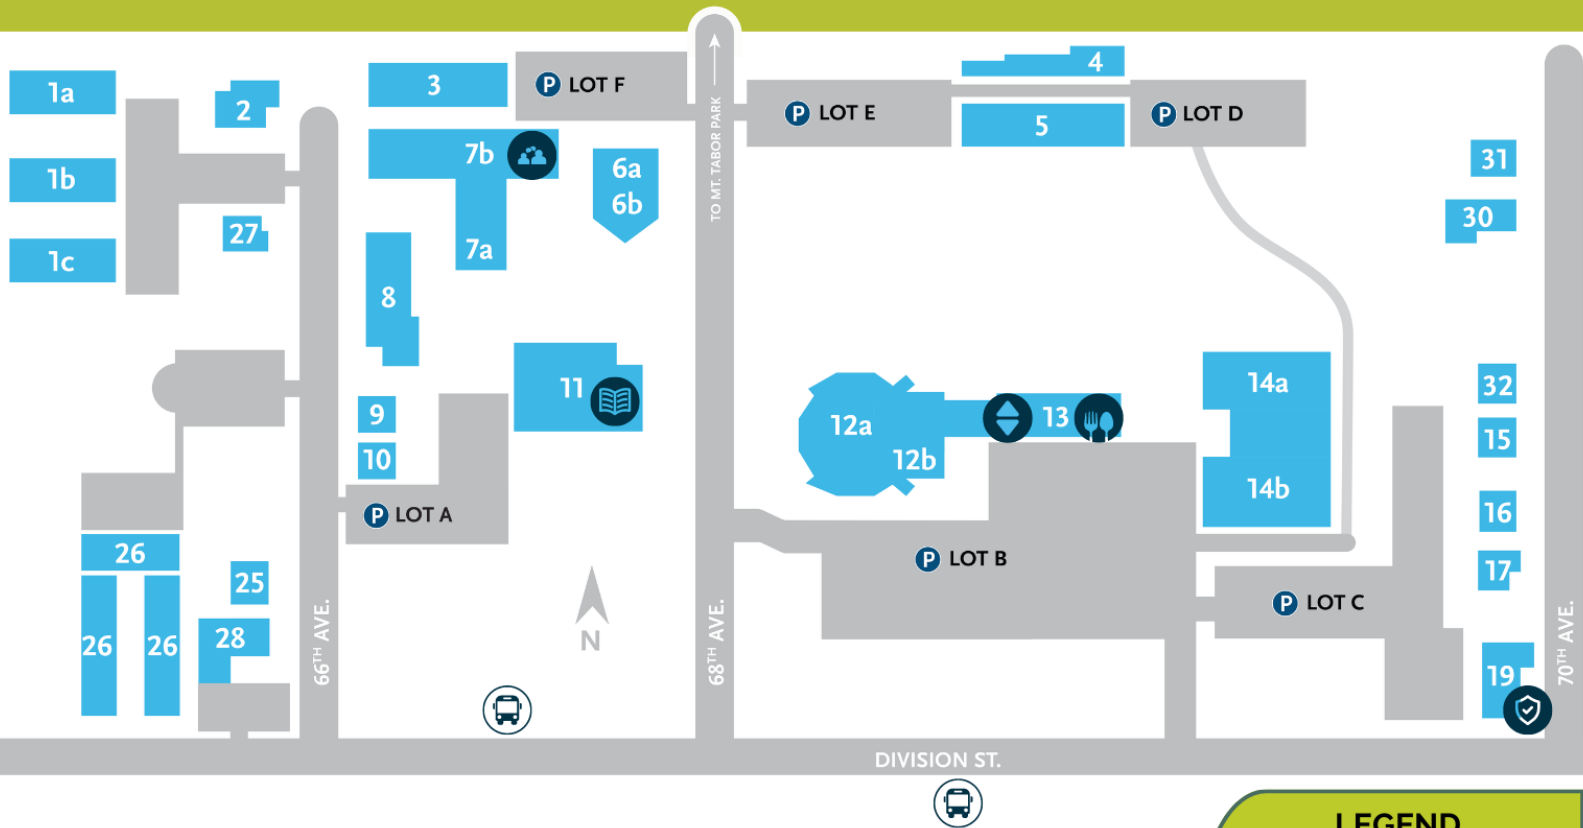 4
1a
3
P LOT F
2
P LOT E
P LOT D
5
7b
31
6a
6b
1b
TO MT. TABOR PARK
30
27
7a
1c
8
14a
32
11
9
13
12a
15
10
12b
14b
P LOT A
16
26
P LOT B
17
25
P LOT C
28
26
26
N
66TH AVE.
68TH AVE.
70TH AVE.
19
DIVISION ST.
LEGEND